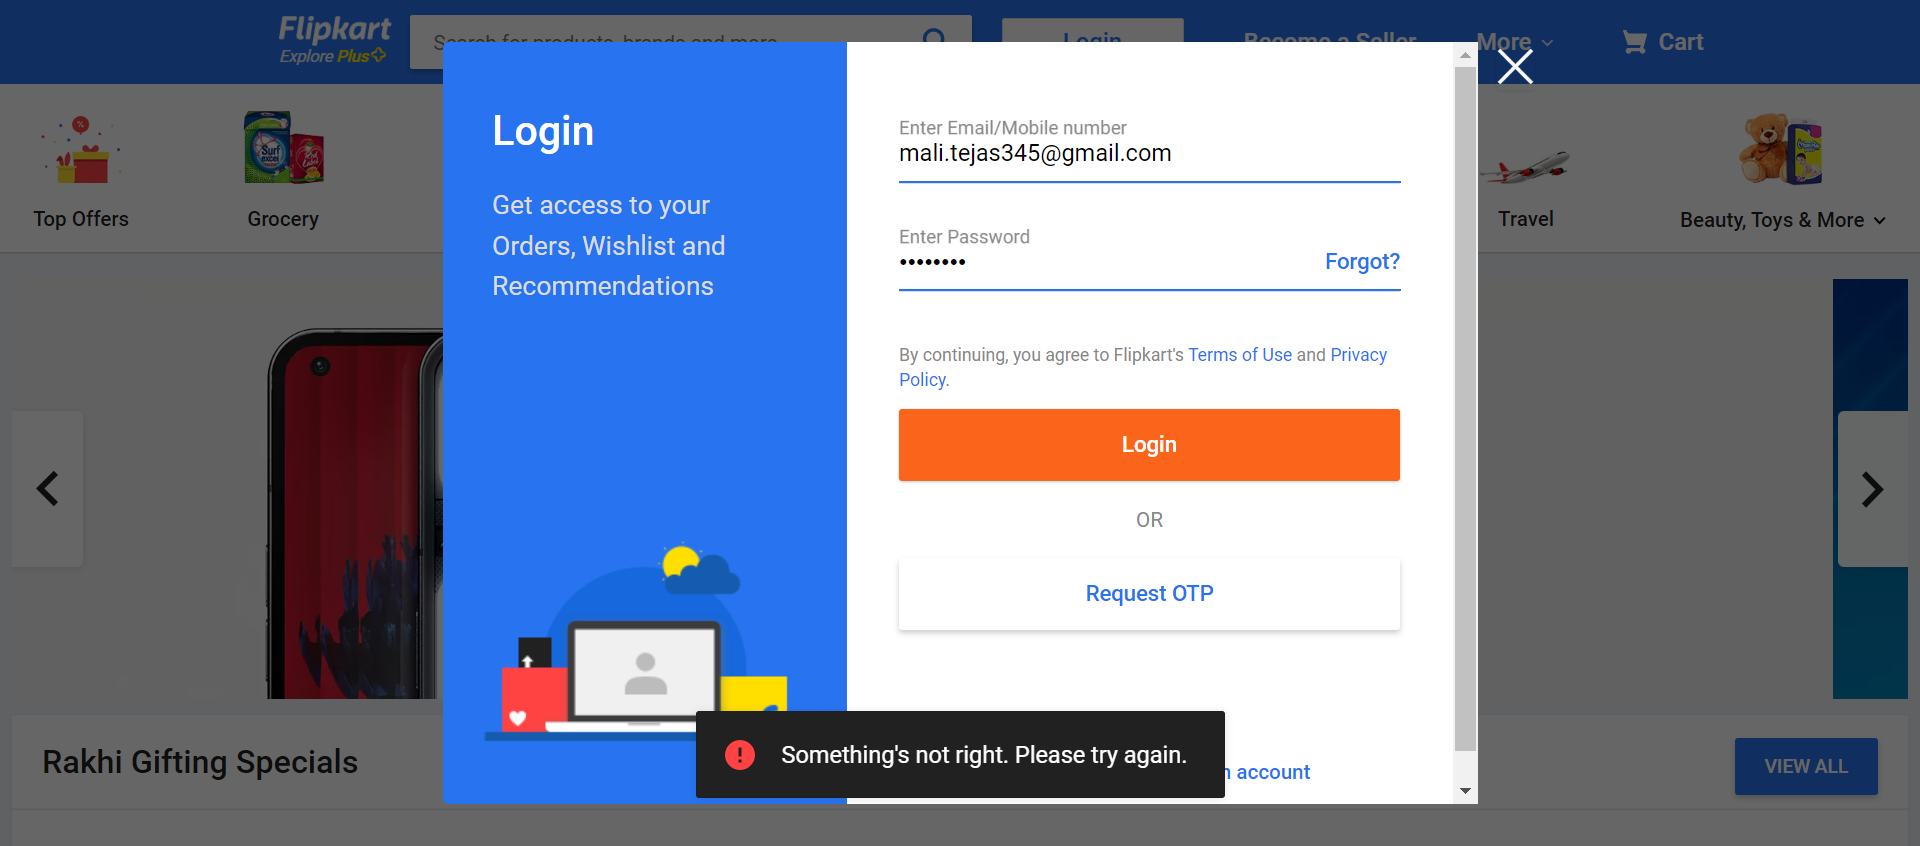 Flipkart
Explore Plus
Search for products, brands and more
Login
Become a Seller
More
Cart
Top Offers
Grocery
Travel
Beauty, Toys & More
Login
Get access to your
Orders, Wishlist and
Recommendations
Enter Email/Mobile number
mali.tejas345@gmail.com
Enter Password
Forgot?
By continuing, you agree to Flipkart's Terms of Use and Privacy
Policy.
Login
OR
Request OTP
Something's not right. Please try again.
account
Rakhi Gifting Specials
VIEW ALL